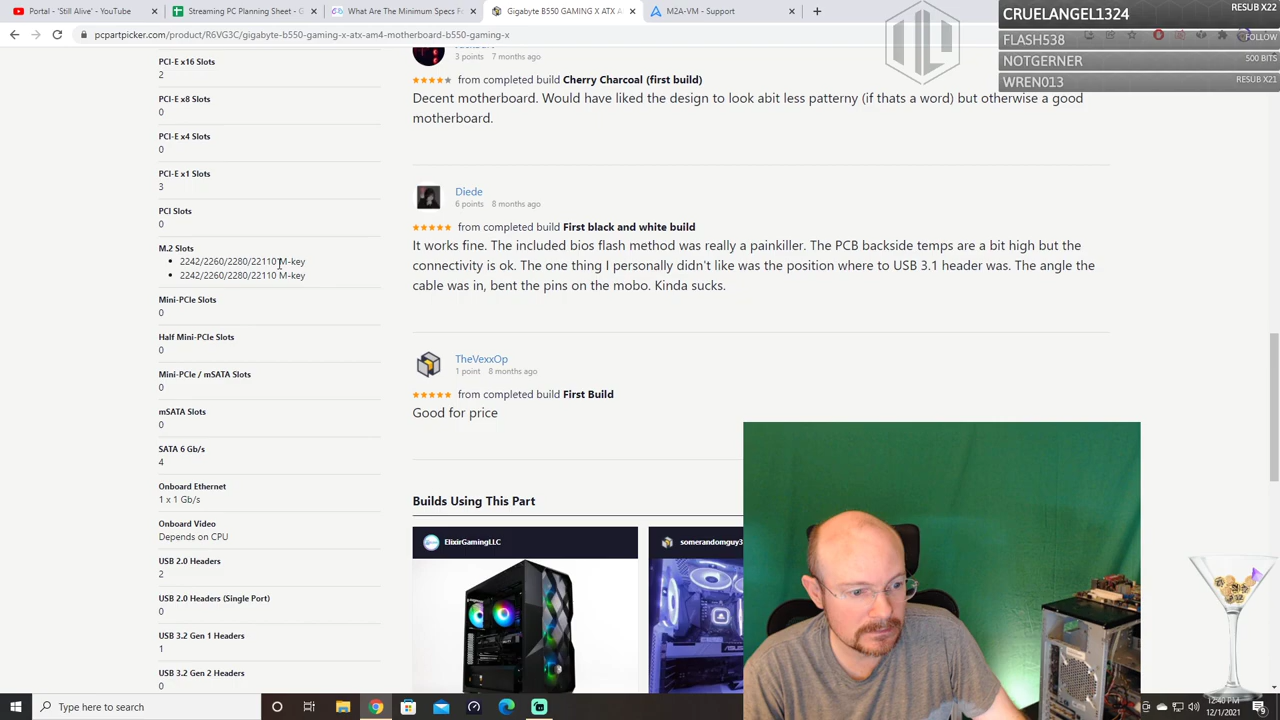 'Still Alive' - YouTube
Streaming PC Planning Sheet - G
What Are The Minimum Specs F
Gigabyte B550 GAMING X ATX A
M2A-VM - Support
pcpartpicker.com/product/R6VG3C/gigabyte-b550-gaming-x-atx-am4-motherboard-b550-gaming-x
CRUELANGEL1324 RESUB X22
FLASH538 FOLLOW
NOTGERNER 500 BITS
WREN013 RESUB X21
PCI-E x16 Slots
2
PCI-E x8 Slots
0
PCI-E x4 Slots
0
PCI-E x1 Slots
3
PCI Slots
0
M.2 Slots
2242/2260/2280/22110 M-key
2242/2260/2280/22110 M-key
Mini-PCIe Slots
0
Half Mini-PCIe Slots
0
Mini-PCIe / mSATA Slots
0
mSATA Slots
0
SATA 6 Gb/s
4
Onboard Ethernet
1 x 1 Gb/s
Onboard Video
Depends on CPU
USB 2.0 Headers
2
USB 2.0 Headers (Single Port)
0
USB 3.2 Gen 1 Headers
1
USB 3.2 Gen 2 Headers
0
3 points 7 months ago
from completed build Cherry Charcoal (first build)
Decent motherboard. Would have liked the design to look abit less patterny (if thats a word) but otherwise a good
motherboard.
Diede
6 points 8 months ago
from completed build First black and white build
It works fine. The included bios flash method was really a painkiller. The PCB backside temps are a bit high but the
connectivity is ok. The one thing I personally didn't like was the position where to USB 3.1 header was. The angle the
cable was in, bent the pins on the mobo. Kinda sucks.
TheVexxOp
1 point 8 months ago
from completed build First Build
Good for price
Builds Using This Part
ElixirGamingLLC
somerandomguy3
Type here to search
12:40 PM
12/1/2021